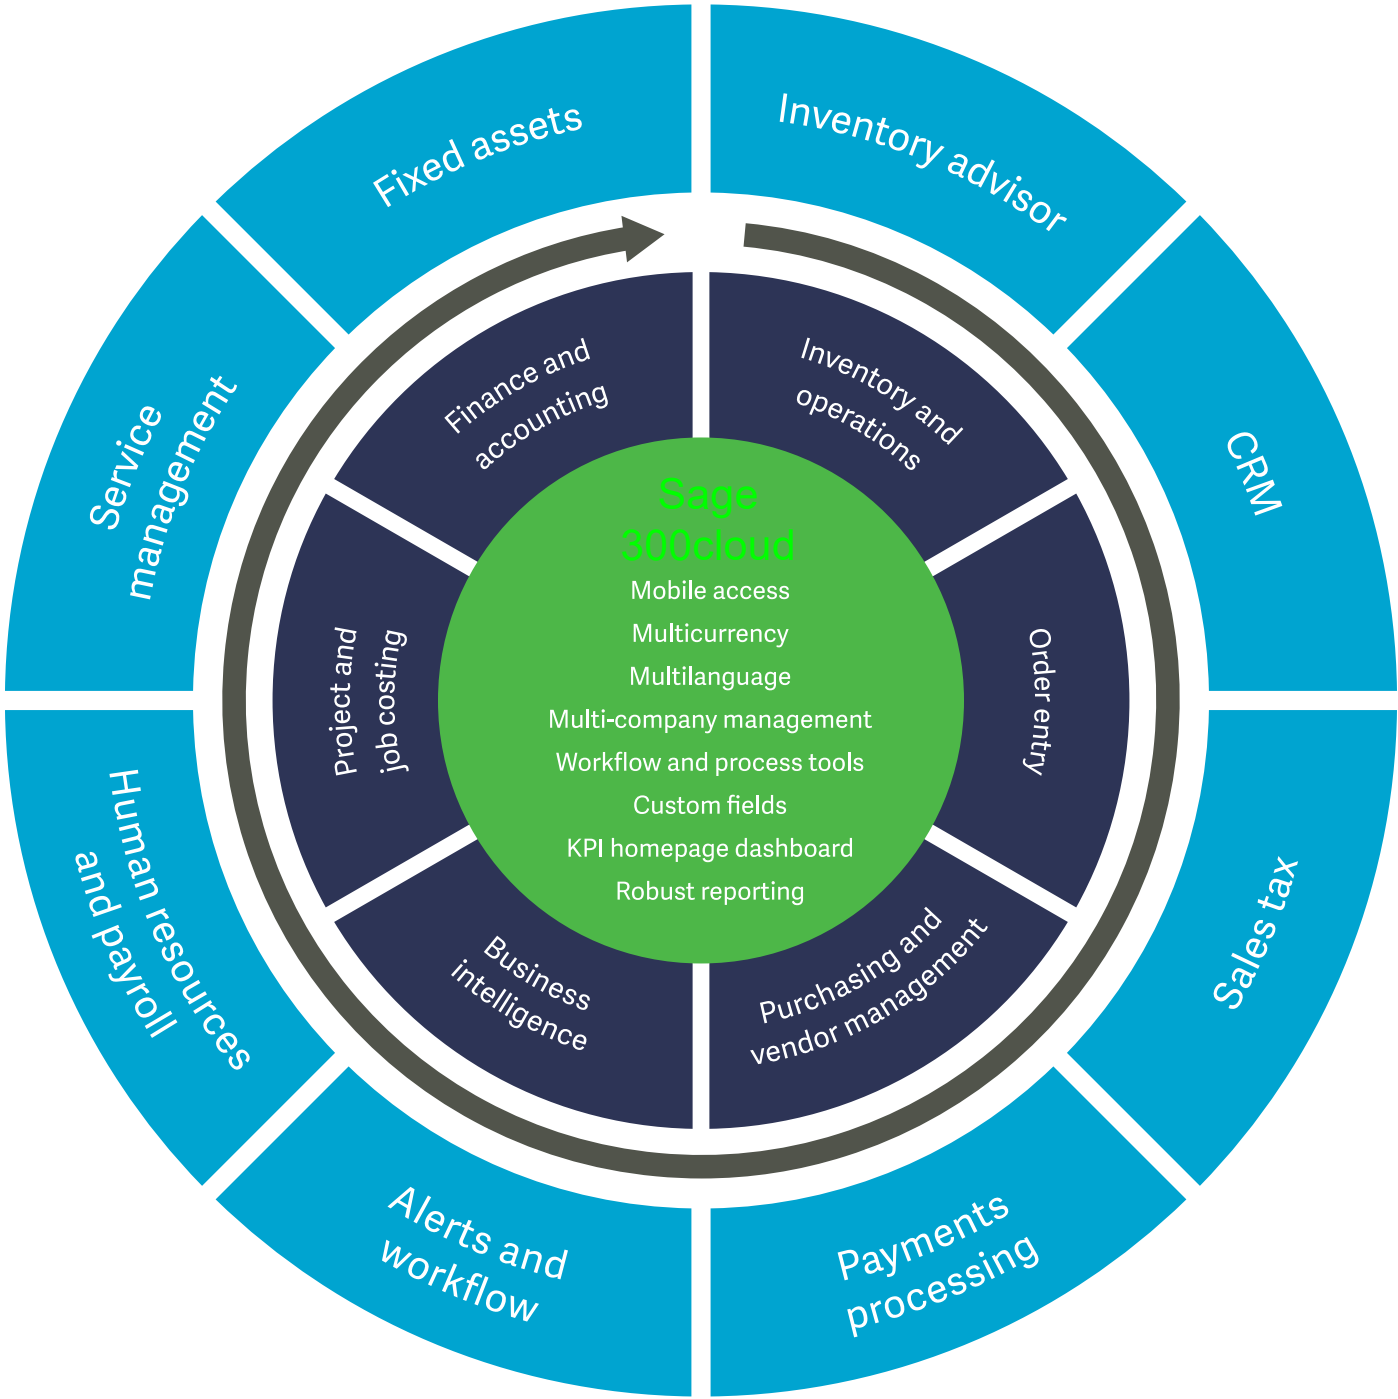 Fixed assets
Inventory advisor
CRM
Sales tax
Payments
processing
Alerts and
workflow
Human resources
and payroll
Service
management
Finance and
accounting
Inventory and
operations
Order entry
Purchasing and
vendor management
Business
intelligence
Project and
job costing
Sage
300cloud
Mobile access
Multicurrency
Multilanguage
Multi-company management
Workflow and process tools
Custom fields
KPI homepage dashboard
Robust reporting